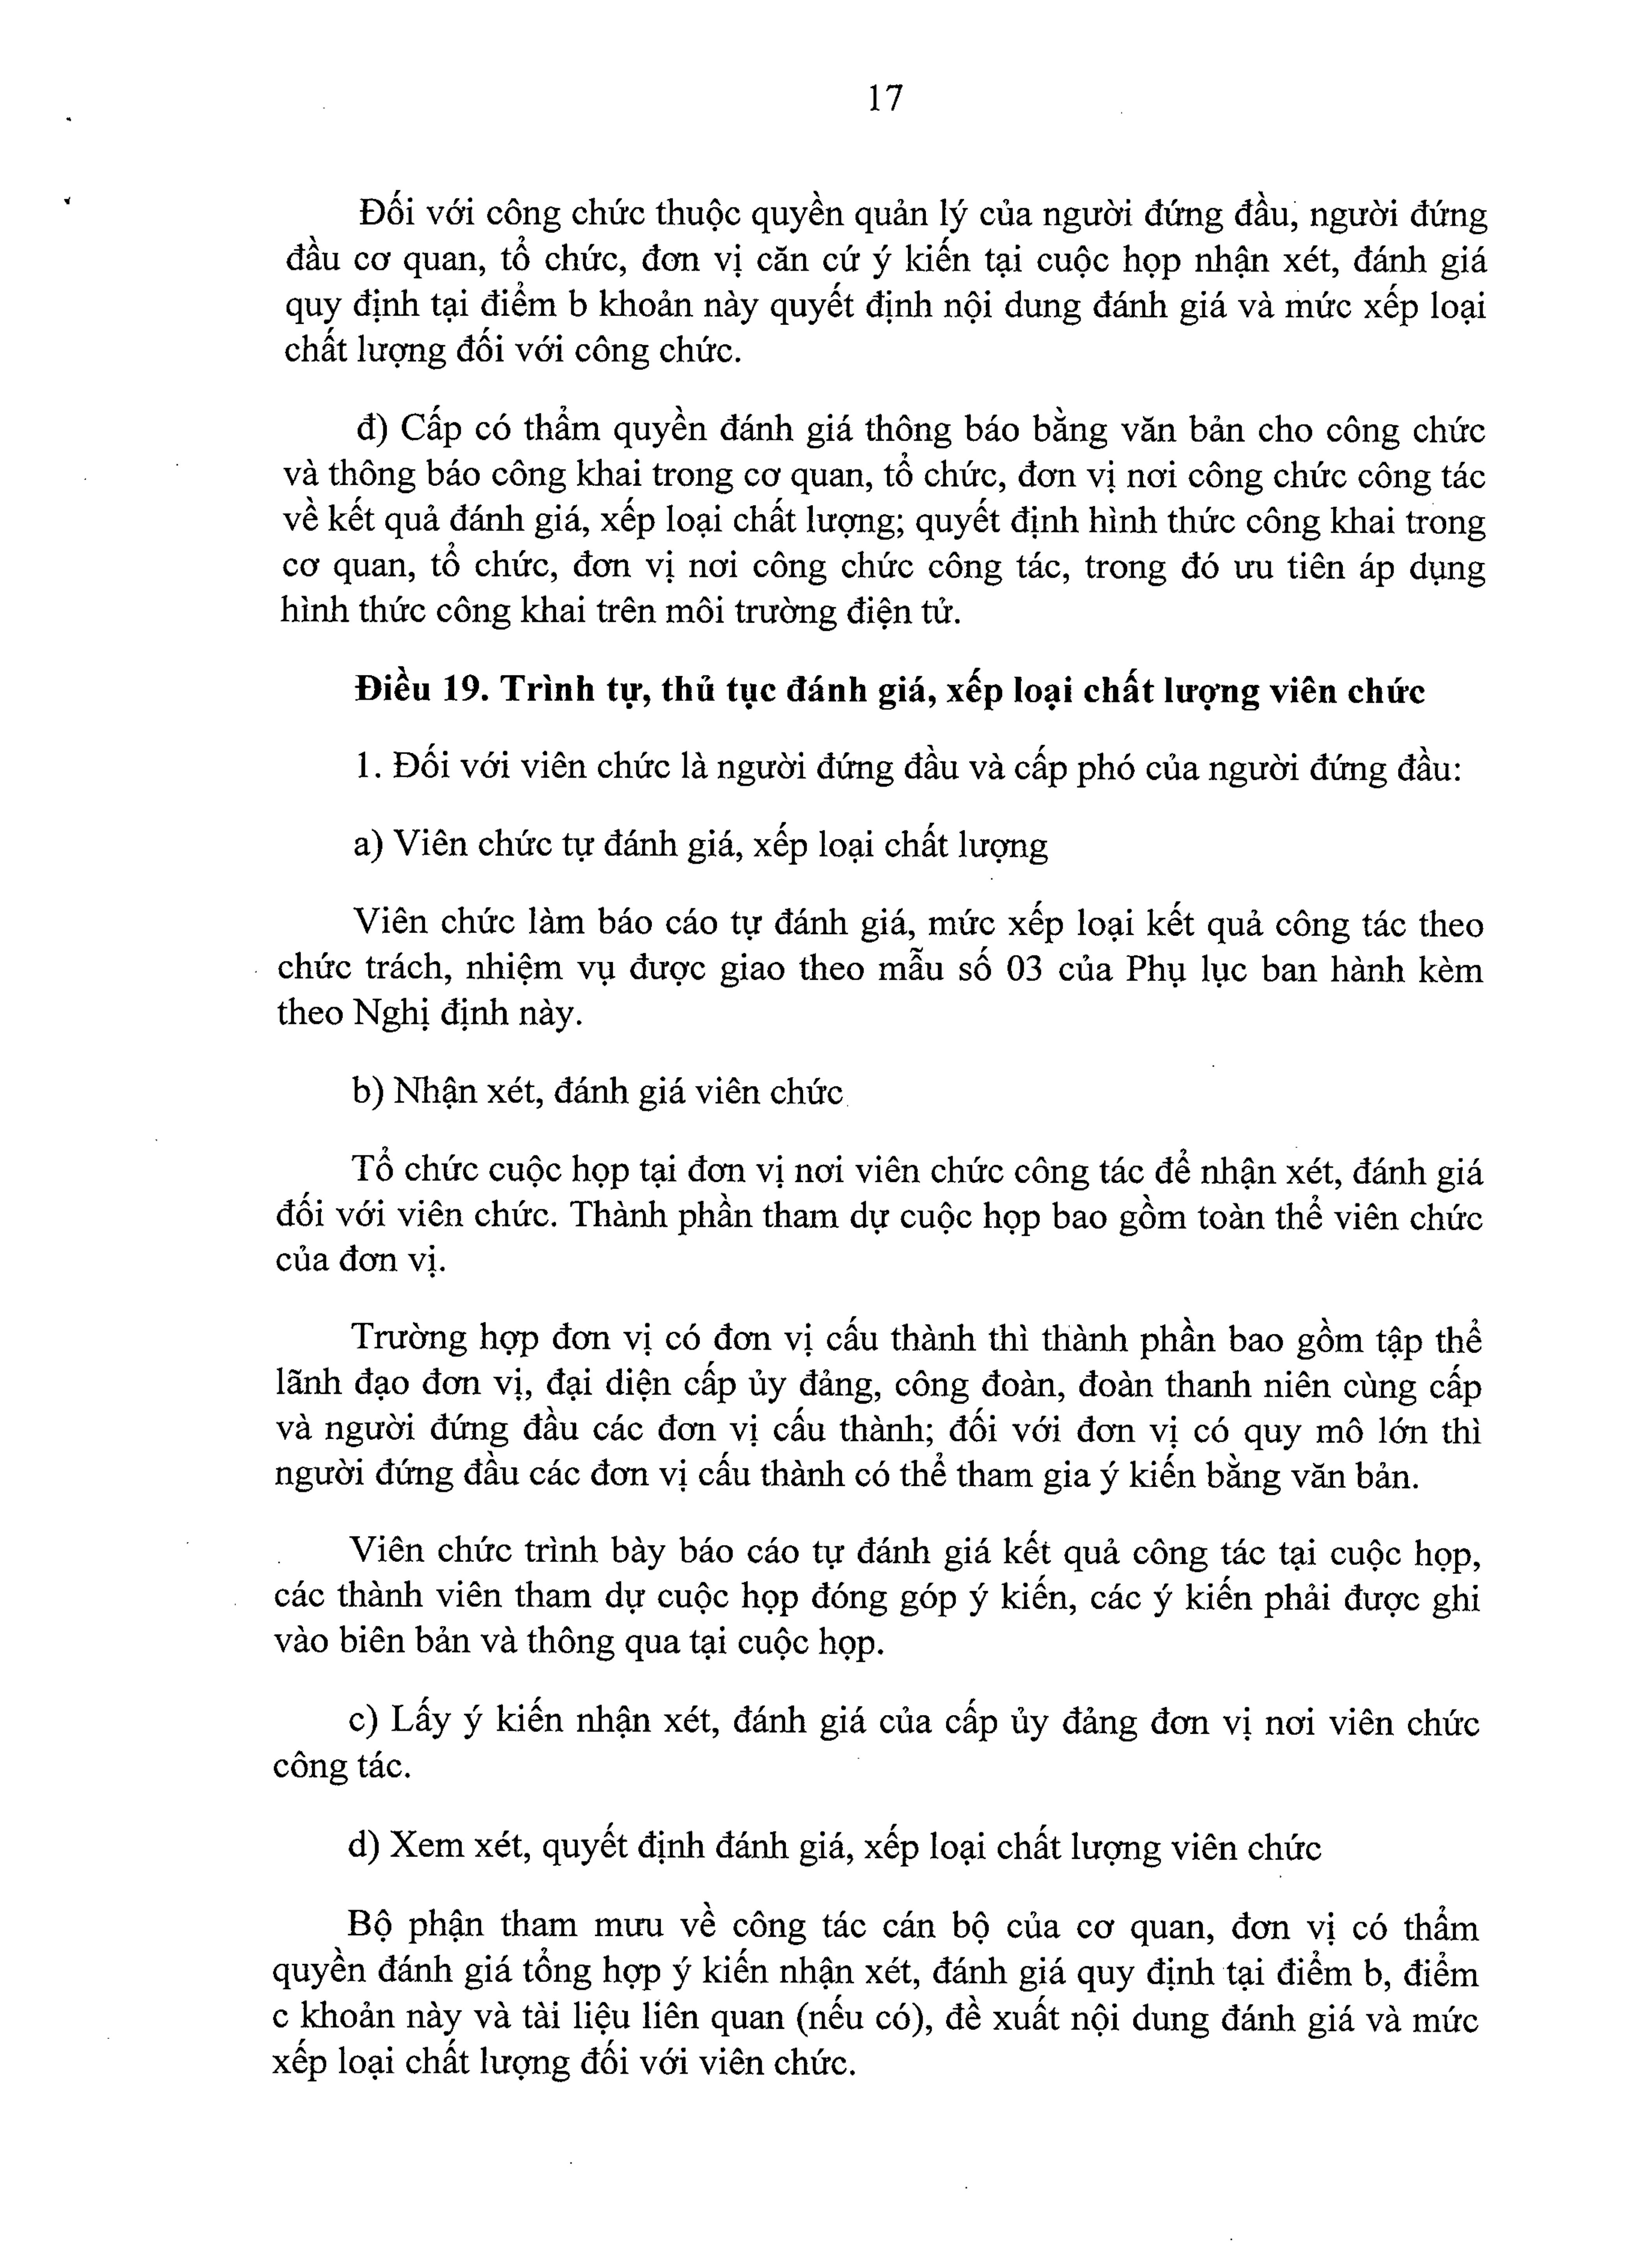 17
Đối với công chức thuộc quyền quản lý của người đứng đầu, người đứng
đầu cơ quan, tổ chức, đơn vị căn cứ ý kiến tại cuộc họp nhận xét, đánh giá
quy định tại điểm b khoản này quyết định nội dung đánh giá và mức xếp loại
chất lượng đối với công chức.
đ) Cấp có thẩm quyền đánh giá thông báo bằng văn bản cho công chức
và thông báo công khai trong cơ quan, tổ chức, đơn vị nơi công chức công tác
về kết quả đánh giá, xếp loại chất lượng; quyết định hình thức công khai trong
cơ quan, tổ chức, đơn vị nơi công chức công tác, trong đó ưu tiên áp dụng
hình thức công khai trên môi trường điện tử.
Điều 19. Trình tự, thủ tục đánh giá, xếp loại chất lượng viên chức
1. Đối với viên chức là người đứng đầu và cấp phó của người đứng đầu:
a) Viên chức tự đánh giá, xếp loại chất lượng
Viên chức làm báo cáo tự đánh giá, mức xếp loại kết quả công tác theo
chức trách, nhiệm vụ được giao theo mẫu số 03 của Phụ lục ban hành kèm
theo Nghị định này.
b) Nhận xét, đánh giá viên chức
Tổ chức cuộc họp tại đơn vị nơi viên chức công tác để nhận xét, đánh giá
đối với viên chức. Thành phần tham dự cuộc họp bao gồm toàn thể viên chức
của đơn vị.
Trường hợp đơn vị có đơn vị cấu thành thì thành phần bao gồm tập thể
lãnh đạo đơn vị, đại diện cấp ủy đảng, công đoàn, đoàn thanh niên cùng cấp
và người đứng đầu các đơn vị cấu thành; đối với đơn vị có quy mô lớn thì
người đứng đầu các đơn vị cấu thành có thể tham gia ý kiến bằng văn bản.
Viên chức trình bày báo cáo tự đánh giá kết quả công tác tại cuộc họp,
các thành viên tham dự cuộc họp đóng góp ý kiến, các ý kiến phải được ghi
vào biên bản và thông qua tại cuộc họp.
c) Lấy ý kiến nhận xét, đánh giá của cấp ủy đảng đơn vị nơi viên chức
công tác.
d) Xem xét, quyết định đánh giá, xếp loại chất lượng viên chức
Bộ phận tham mưu về công tác cán bộ của cơ quan, đơn vị có thẩm
quyền đánh giá tổng hợp ý kiến nhận xét, đánh giá quy định tại điểm b, điểm
c khoản này và tài liệu liên quan (nếu có), đề xuất nội dung đánh giá và mức
xếp loại chất lượng đối với viên chức.